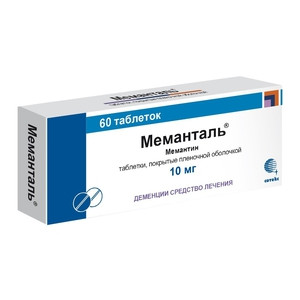 Меманталь®
60 таблеток
Меманталь®
Мемантин
таблетки, покрытые пленочной оболочкой
10 мг
ДЕМЕНЦИИ СРЕДСТВО ЛЕЧЕНИЯ